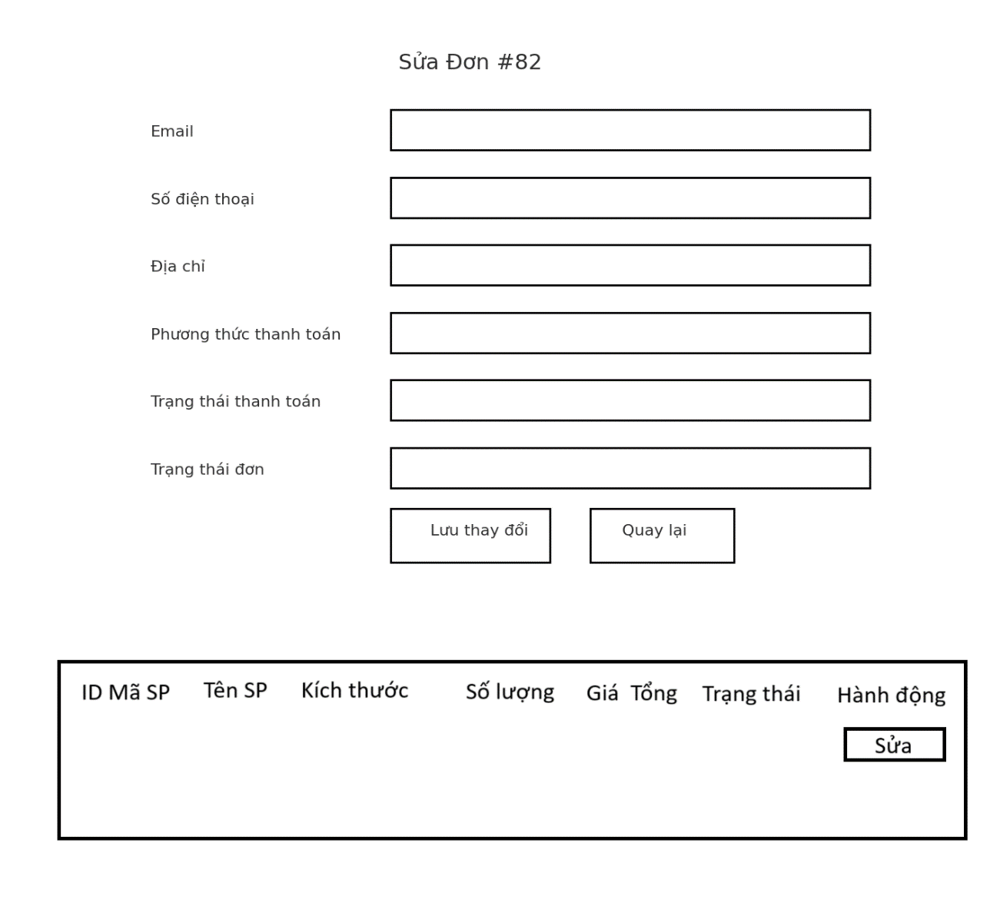 Sửa Đơn #82
Email
Số điện thoại
Địa chỉ
Phương thức thanh toán
Trạng thái thanh toán
Trạng thái đơn
Lưu thay đổi Quay lại
ID Mã SP Tên SP Kích thước Số lượng Giá Tổng Trạng thái Hành động
Sửa